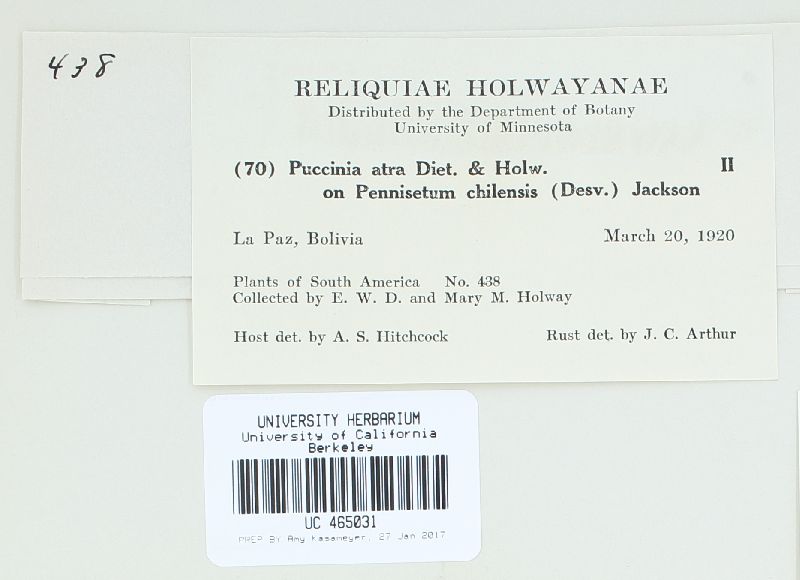 438
RELIQUIAE HOLWAYANAE
Distributed by the Department of Botany
University of Minnesota
(70) Puccinia atra Diet. & Holw. II
on Pennisetum chilensis (Desv.) Jackson
La Paz, Bolivia March 20, 1920
Plants of South America No. 438
Collected by E. W. D. and Mary M. Holway
Host det. by A. S. Hitchcock Rust det. by J. C. Arthur
UNIVERSITY HERBARIUM
University of California
Berkeley
UC 465031
PREP BY Amy Kasameyer, 27 Jan 2017